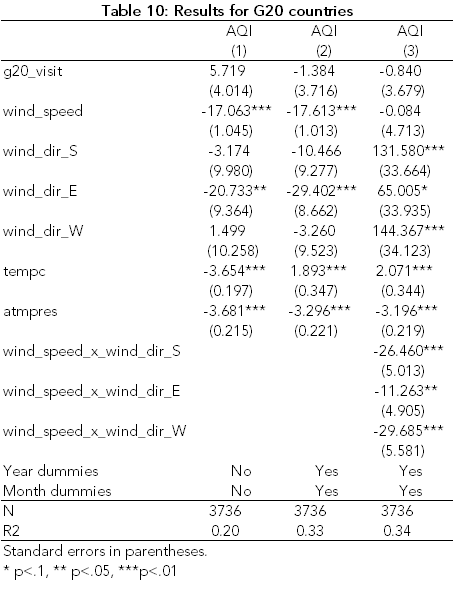 Table 10: Results for G20 countries
AQI AQI AQI
(1) (2) (3)
g20_visit 5.719 -1.384 -0.840
(4.014) (3.716) (3.679)
wind_speed -17.063*** -17.613*** -0.084
(1.045) (1.013) (4.713)
wind_dir_S -3.174 -10.466 131.580***
(9.980) (9.277) (33.664)
wind_dir_E -20.733** -29.402*** 65.005*
(9.364) (8.662) (33.935)
wind_dir_W 1.499 -3.260 144.367***
(10.258) (9.523) (34.123)
tempc -3.654*** 1.893*** 2.071***
(0.197) (0.347) (0.344)
atmpres -3.681*** -3.296*** -3.196***
(0.215) (0.221) (0.219)
wind_speed_x_wind_dir_S -26.460***
(5.013)
wind_speed_x_wind_dir_E -11.263**
(4.905)
wind_speed_x_wind_dir_W -29.685***
(5.581)
Year dummies No Yes Yes
Month dummies No Yes Yes
N 3736 3736 3736
R2 0.20 0.33 0.34
Standard errors in parentheses.
* p<.1, ** p<.05, ***p<.01